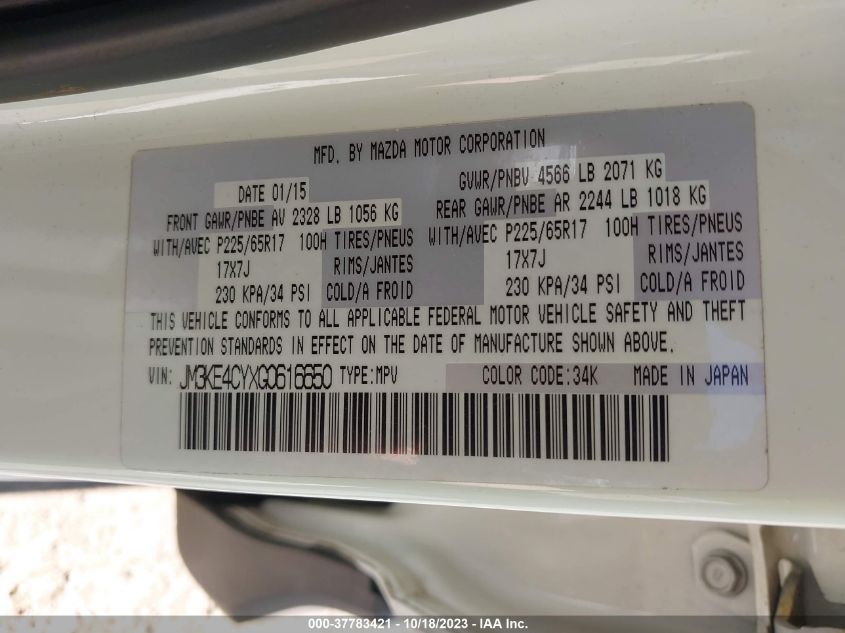 MFD. BY MAZDA MOTOR CORPORATION
DATE 01/15 GVWR/PNBV 4566 LB 2071 KG
FRONT GAWR/PNBE AV 2328 LB 1056 KG REAR GAWR/PNBE AR 2244 LB 1018 KG
WITH/AVEC P225/65R17 100H TIRES/PNEUS WITH/AVEC P225/65R17 100H TIRES/PNEUS
17X7J RIMS/JANTES 17X7J RIMS/JANTES
230 KPA/34 PSI COLD/A FROID 230 KPA/34 PSI COLD/A FROID
THIS VEHICLE CONFORMS TO ALL APPLICABLE FEDERAL MOTOR VEHICLE SAFETY AND THEFT
PREVENTION STANDARDS IN EFFECT ON THE DATE OF MANUFACTURE SHOWN ABOVE.
VIN: JM3KE4CYXG0616650 TYPE:MPV COLOR CODE:34K MADE IN JAPAN
000-37783421 - 10/18/2023 - IAA Inc.